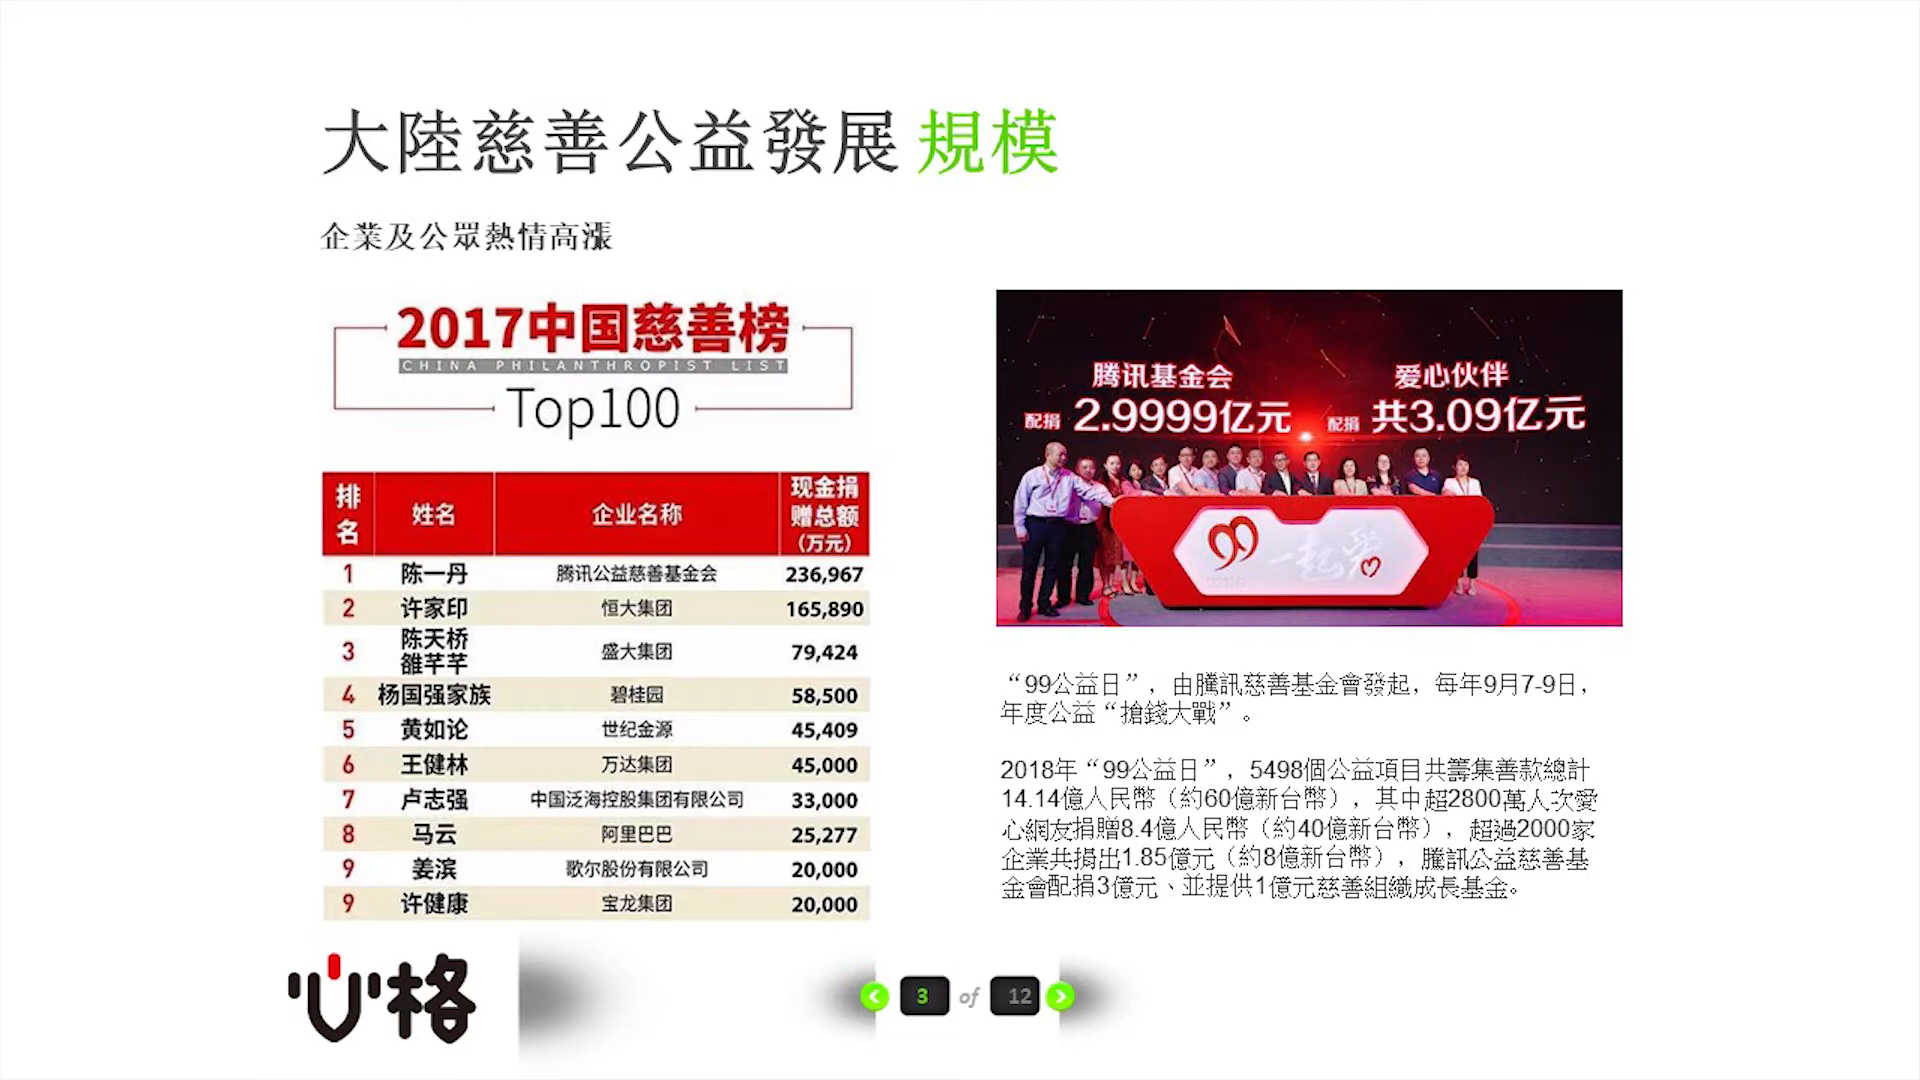 大陸慈善公益發展 規模
企業及公眾熱情高漲
2017中国慈善榜
CHINA PHILANTHROPIST LIST
Top100
排名 姓名 企业名称 现金捐赠总额(万元)
1 陈一丹 腾讯公益慈善基金会 236,967
2 许家印 恒大集团 165,890
3 陈天桥 雒芊芊 盛大集团 79,424
4 杨国强家族 碧桂园 58,500
5 黄如论 世纪金源 45,409
6 王健林 万达集团 45,000
7 卢志强 中国泛海控股集团有限公司 33,000
8 马云 阿里巴巴 25,277
9 姜滨 歌尔股份有限公司 20,000
9 许健康 宝龙集团 20,000
腾讯基金会
配捐 2.9999亿元
爱心伙伴
配捐 共3.09亿元
99 一起爱
“99公益日”，由騰訊慈善基金會發起，每年9月7-9日，
年度公益“搶錢大戰”。
2018年“99公益日”，5498個公益項目共籌集善款總計
14.14億人民幣（約60億新台幣），其中超2800萬人次愛
心網友捐贈8.4億人民幣（約40億新台幣），超過2000家
企業共捐出1.85億元（約8億新台幣），騰訊公益慈善基
金會配捐3億元、並提供1億元慈善組織成長基金。
心格
3 of 12